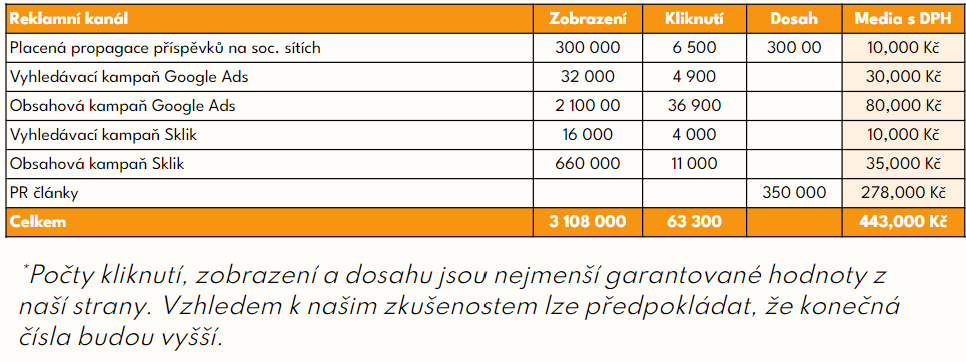 Reklamní kanál Zobrazení Kliknutí Dosah Media s DPH
Placená propagace příspěvků na soc. sítích 300 000 6 500 300 00 10,000 Kč
Vyhledávací kampaň Google Ads 32 000 4 900 30,000 Kč
Obsahová kampaň Google Ads 2 100 00 36 900 80,000 Kč
Vyhledávací kampaň Sklik 16 000 4 000 10,000 Kč
Obsahová kampaň Sklik 660 000 11 000 35,000 Kč
PR články 350 000 278,000 Kč
Celkem 3 108 000 63 300 443,000 Kč
*Počty kliknutí, zobrazení a dosahu jsou nejmenší garantované hodnoty z
naší strany. Vzhledem k našim zkušenostem lze předpokládat, že konečná
čísla budou vyšší.